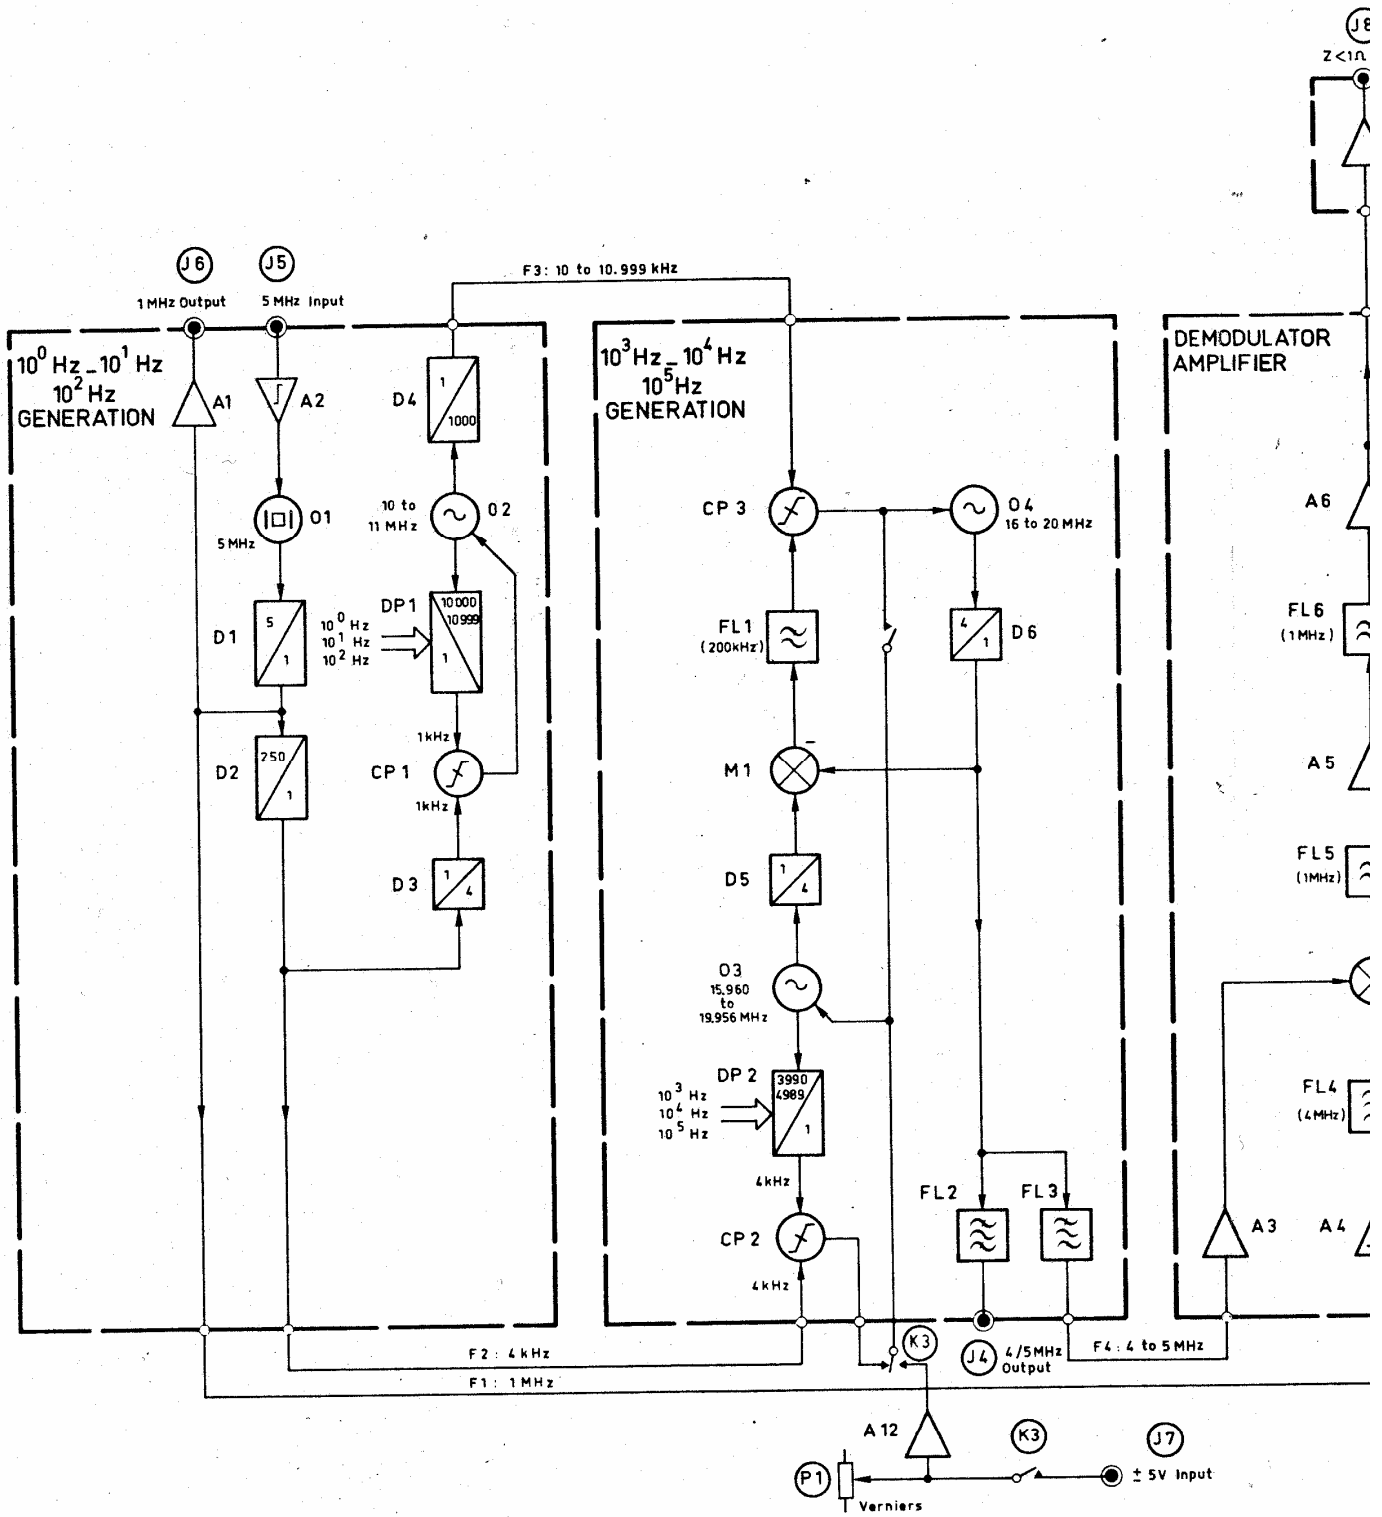 J8
Z<1Ω
J6
J5
F3: 10 to 10.999 kHz
1 MHz Output
5 MHz Input
10⁰ Hz_10¹ Hz
10² Hz
GENERATION
A1
A2
D4
1
1000
10³ Hz_10⁴ Hz
10⁵Hz
GENERATION
DEMODULATOR
AMPLIFIER
O1
5MHz
10 to
11 MHz
O2
CP 3
O4
16 to 20 MHz
A6
D1
5
1
DP1
10000
10999
1
10⁰ Hz
10¹ Hz
10² Hz
FL1
(200kHz)
4
1
D6
FL6
(1MHz)
D2
250
1
1kHz
CP 1
1kHz
M1
-
A5
D3
1
4
D5
1
4
FL5
(1MHz)
O3
15.960
to
19.956 MHz
DP 2
3990
4989
1
10³ Hz
10⁴ Hz
10⁵ Hz
FL4
(4MHz)
4kHz
CP 2
4kHz
FL2
FL3
A3
A4
F2 : 4 kHz
F1 : 1 MHz
K3
J4
4/5MHz
Output
F4: 4 to 5 MHz
A 12
K3
J7
± 5V Input
P1
Verniers